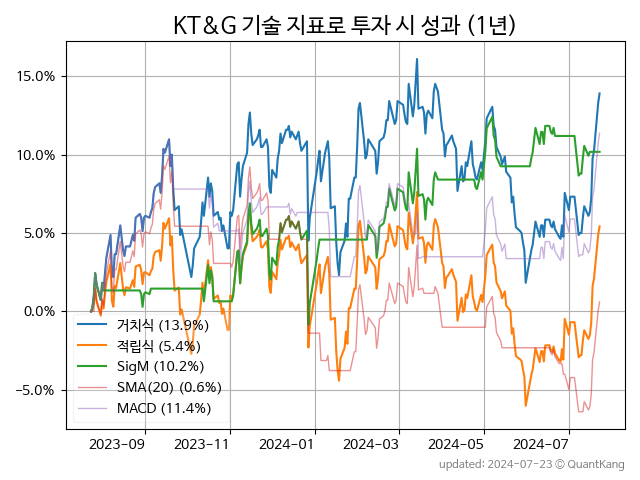 KT&G 기술 지표로 투자 시 성과 (1년)
15.0%
10.0%
5.0%
0.0%
−5.0%
거치식 (13.9%)
적립식 (5.4%)
SigM (10.2%)
SMA(20) (0.6%)
MACD (11.4%)
2023−09 2023−11 2024−01 2024−03 2024−05 2024−07
updated: 2024-07-23 ⓒ QuantKang